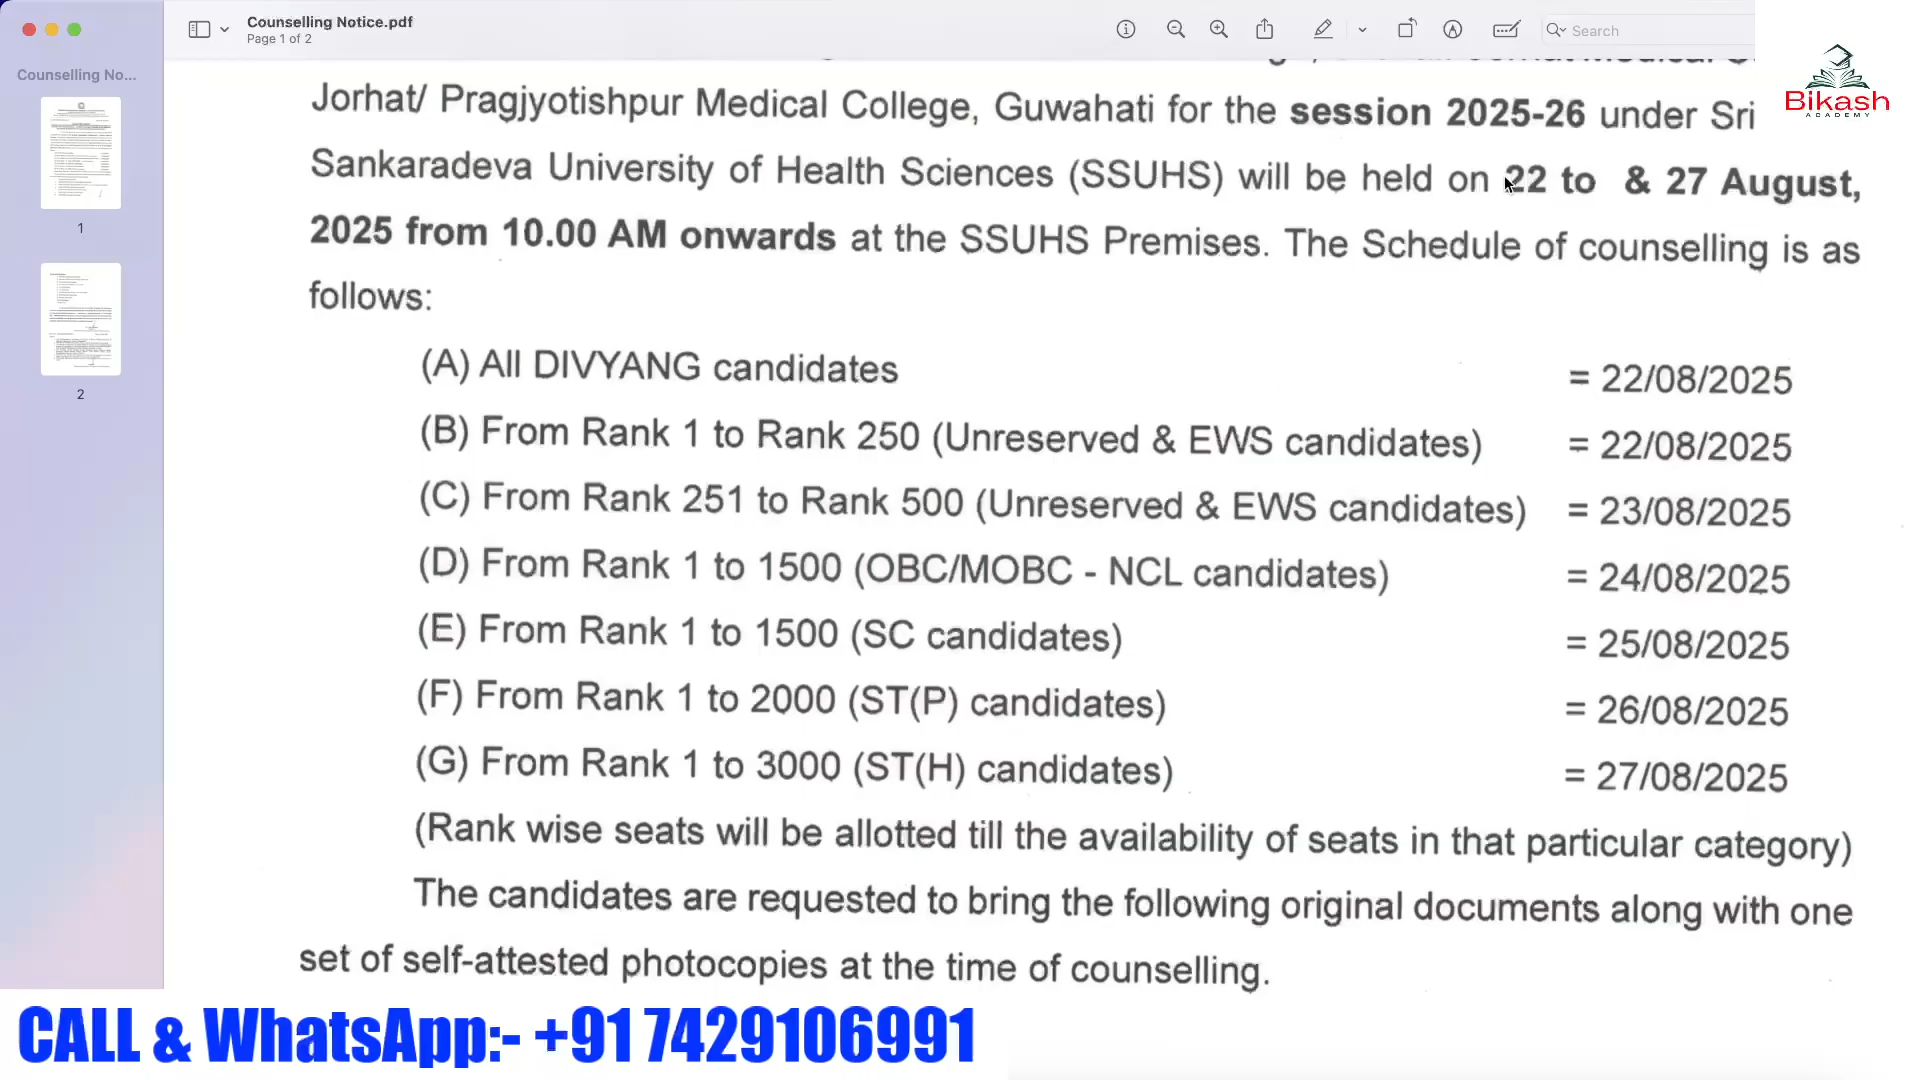 Counselling Notice.pdf
Page 1 of 2
Search
Counselling No...
1
2
Bikash
ACADEMY
Jorhat/ Pragjyotishpur Medical College, Guwahati for the session 2025-26 under Sri
Sankaradeva University of Health Sciences (SSUHS) will be held on 22 to & 27 August,
2025 from 10.00 AM onwards at the SSUHS Premises. The Schedule of counselling is as
follows:
(A) All DIVYANG candidates = 22/08/2025
(B) From Rank 1 to Rank 250 (Unreserved & EWS candidates) = 22/08/2025
(C) From Rank 251 to Rank 500 (Unreserved & EWS candidates) = 23/08/2025
(D) From Rank 1 to 1500 (OBC/MOBC - NCL candidates) = 24/08/2025
(E) From Rank 1 to 1500 (SC candidates) = 25/08/2025
(F) From Rank 1 to 2000 (ST(P) candidates) = 26/08/2025
(G) From Rank 1 to 3000 (ST(H) candidates) = 27/08/2025
(Rank wise seats will be allotted till the availability of seats in that particular category)
The candidates are requested to bring the following original documents along with one
set of self-attested photocopies at the time of counselling.
CALL & WhatsApp:- +91 7429106991